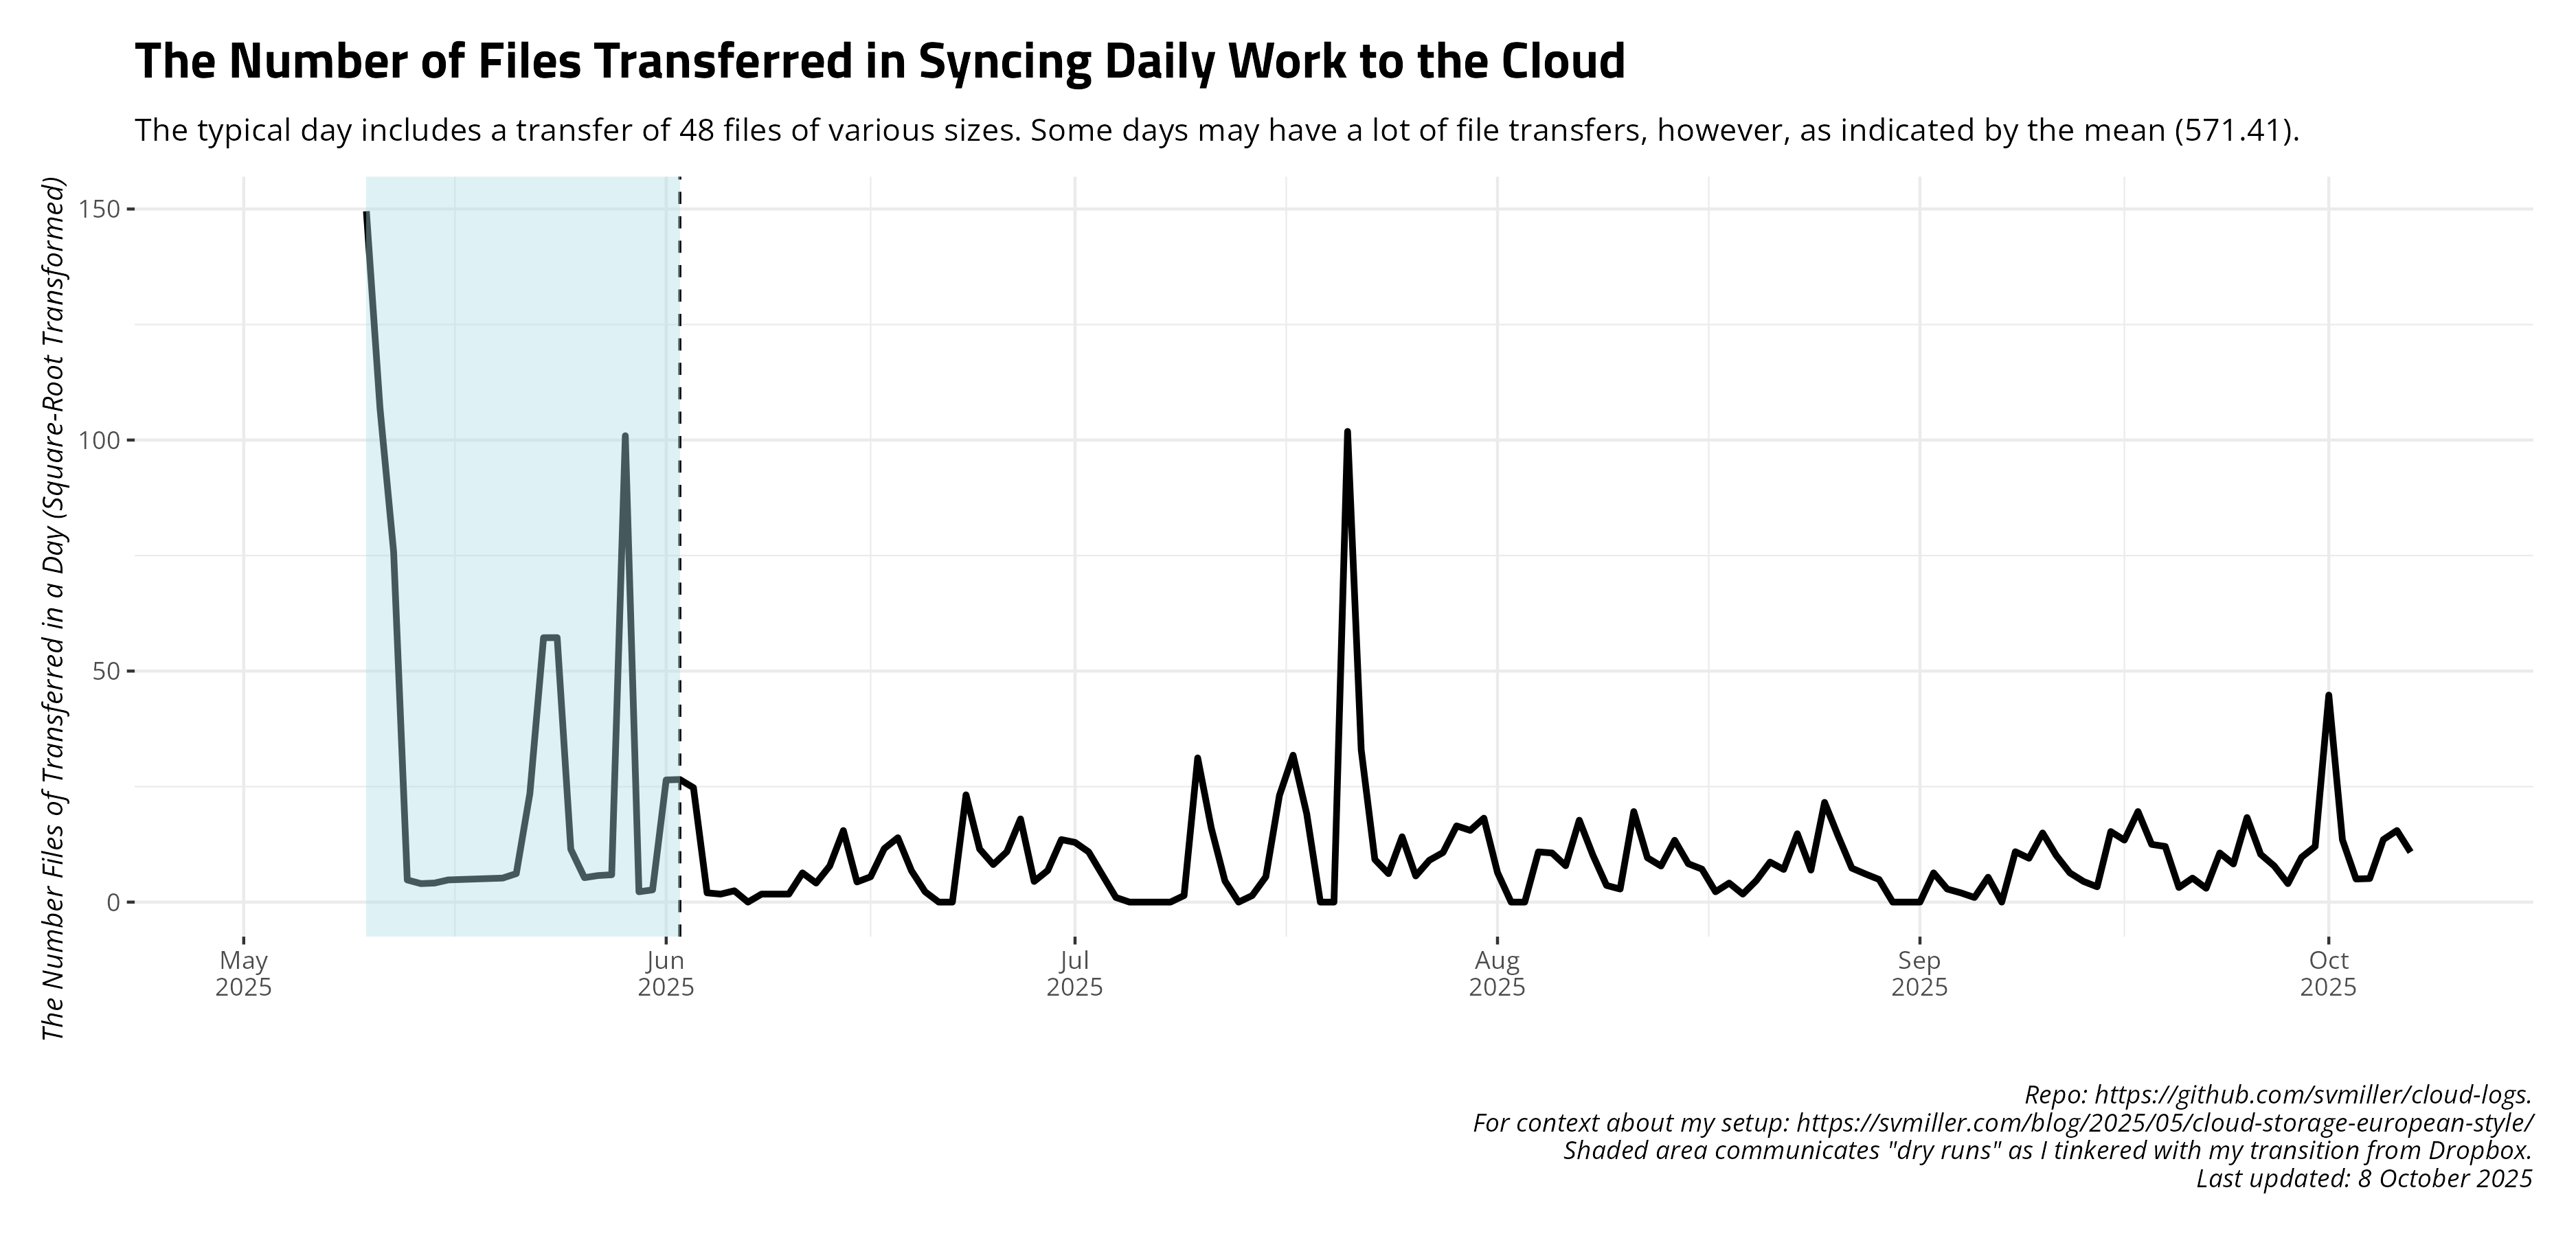 The Number of Files Transferred in Syncing Daily Work to the Cloud
The typical day includes a transfer of 48 files of various sizes. Some days may have a lot of file transfers, however, as indicated by the mean (571.41).
The Number Files of Transferred in a Day (Square-Root Transformed)
150
100
50
0
May
2025
Jun
2025
Jul
2025
Aug
2025
Sep
2025
Oct
2025
Repo: https://github.com/svmiller/cloud-logs.
For context about my setup: https://svmiller.com/blog/2025/05/cloud-storage-european-style/
Shaded area communicates "dry runs" as I tinkered with my transition from Dropbox.
Last updated: 8 October 2025